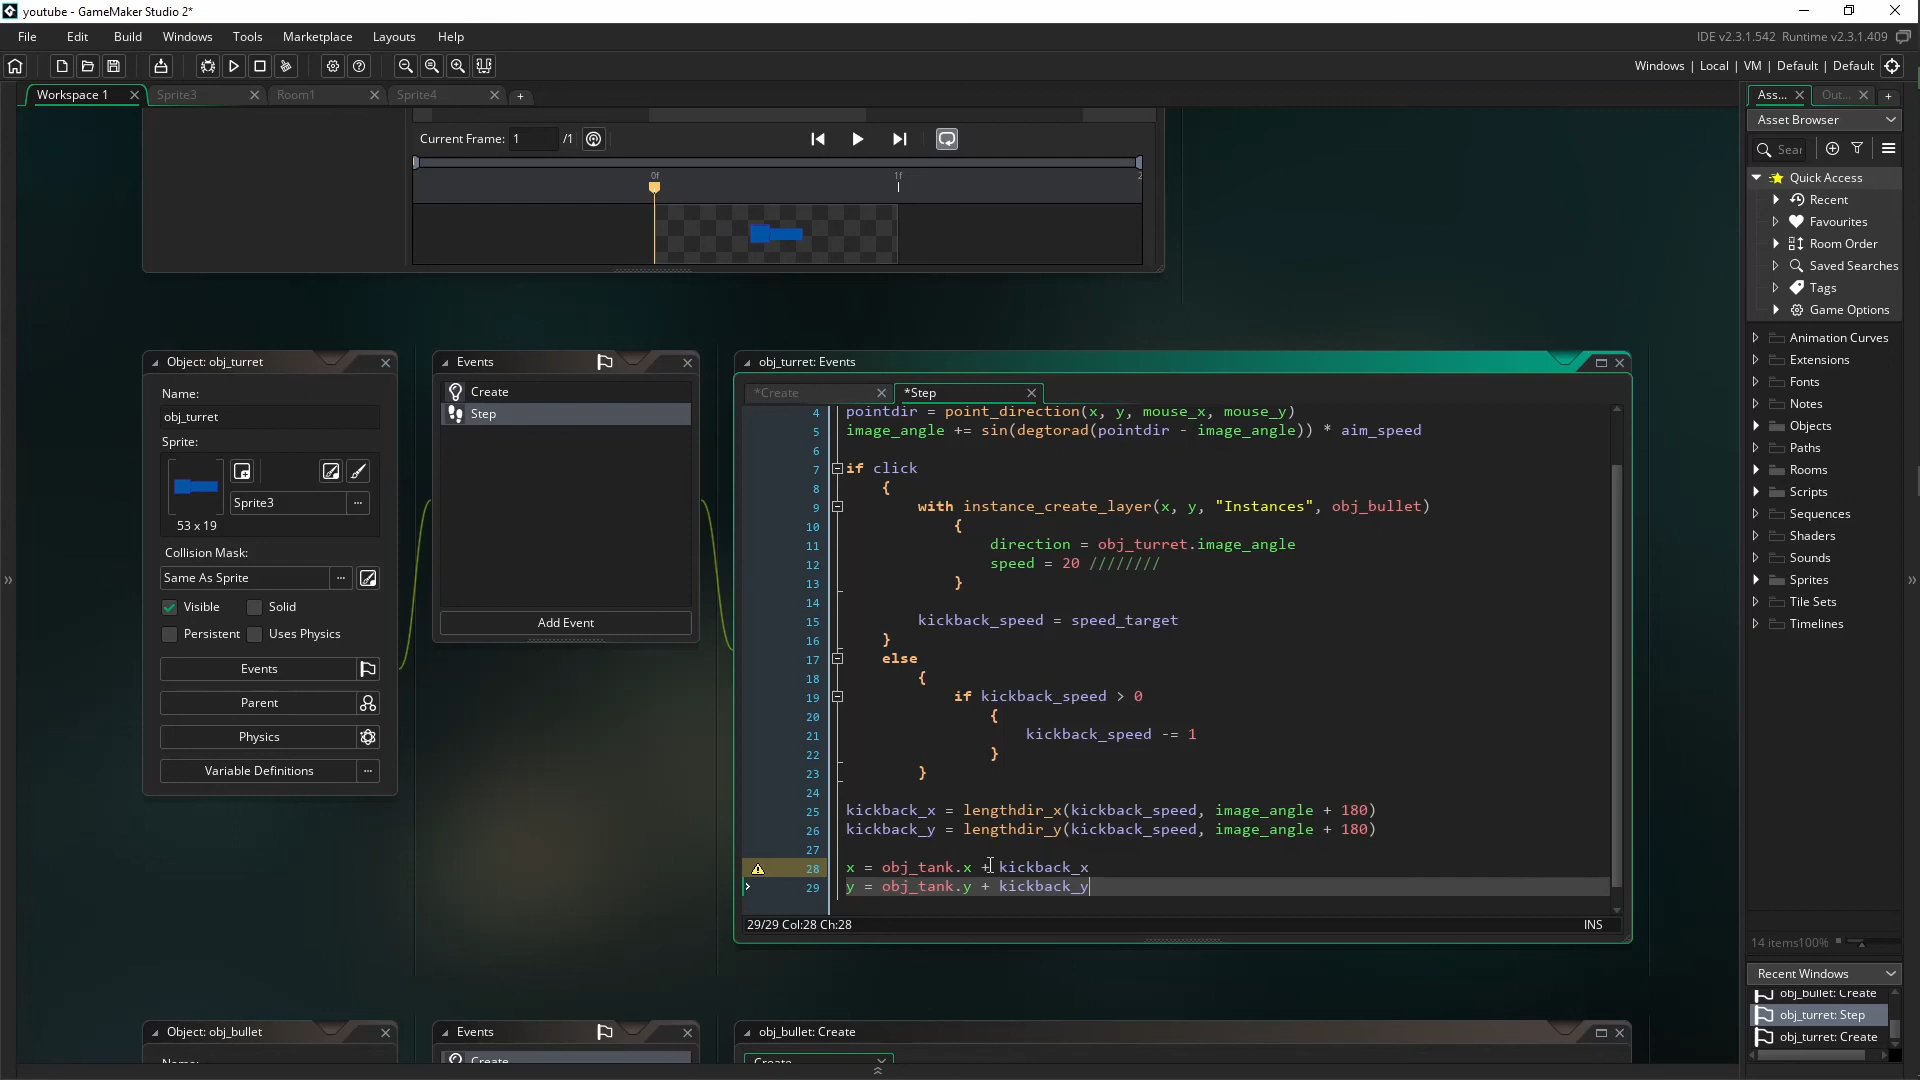 youtube - GameMaker Studio 2*
File Edit Build Windows Tools Marketplace Layouts Help
IDE v2.3.1.542 Runtime v2.3.1.409
Windows | Local | VM | Default | Default
Workspace 1 Sprite3 Room1 Sprite4
Current Frame: 1 /1
0f 1f 2
Object: obj_turret
Name:
obj_turret
Sprite:
Sprite3
53 x 19
Collision Mask:
Same As Sprite
Visible Solid
Persistent Uses Physics
Events
Parent
Physics
Variable Definitions
Events
Create
Step
Add Event
obj_turret: Events
*Create *Step
4 pointdir = point_direction(x, y, mouse_x, mouse_y)
5 image_angle += sin(degtorad(pointdir - image_angle)) * aim_speed
6
7 if click
8 {
9 with instance_create_layer(x, y, "Instances", obj_bullet)
10 {
11 direction = obj_turret.image_angle
12 speed = 20 ////////
13 }
14
15 kickback_speed = speed_target
16 }
17 else
18 {
19 if kickback_speed > 0
20 {
21 kickback_speed -= 1
22 }
23 }
24
25 kickback_x = lengthdir_x(kickback_speed, image_angle + 180)
26 kickback_y = lengthdir_y(kickback_speed, image_angle + 180)
27
28 x = obj_tank.x + kickback_x
29 y = obj_tank.y + kickback_y
29/29 Col:28 Ch:28 INS
Object: obj_bullet
Events
Create
obj_bullet: Create
Create
Ass... Out...
Asset Browser
Sear
Quick Access
Recent
Favourites
Room Order
Saved Searches
Tags
Game Options
Animation Curves
Extensions
Fonts
Notes
Objects
Paths
Rooms
Scripts
Sequences
Shaders
Sounds
Sprites
Tile Sets
Timelines
14 items 100%
Recent Windows
obj_bullet: Create
obj_turret: Step
obj_turret: Create